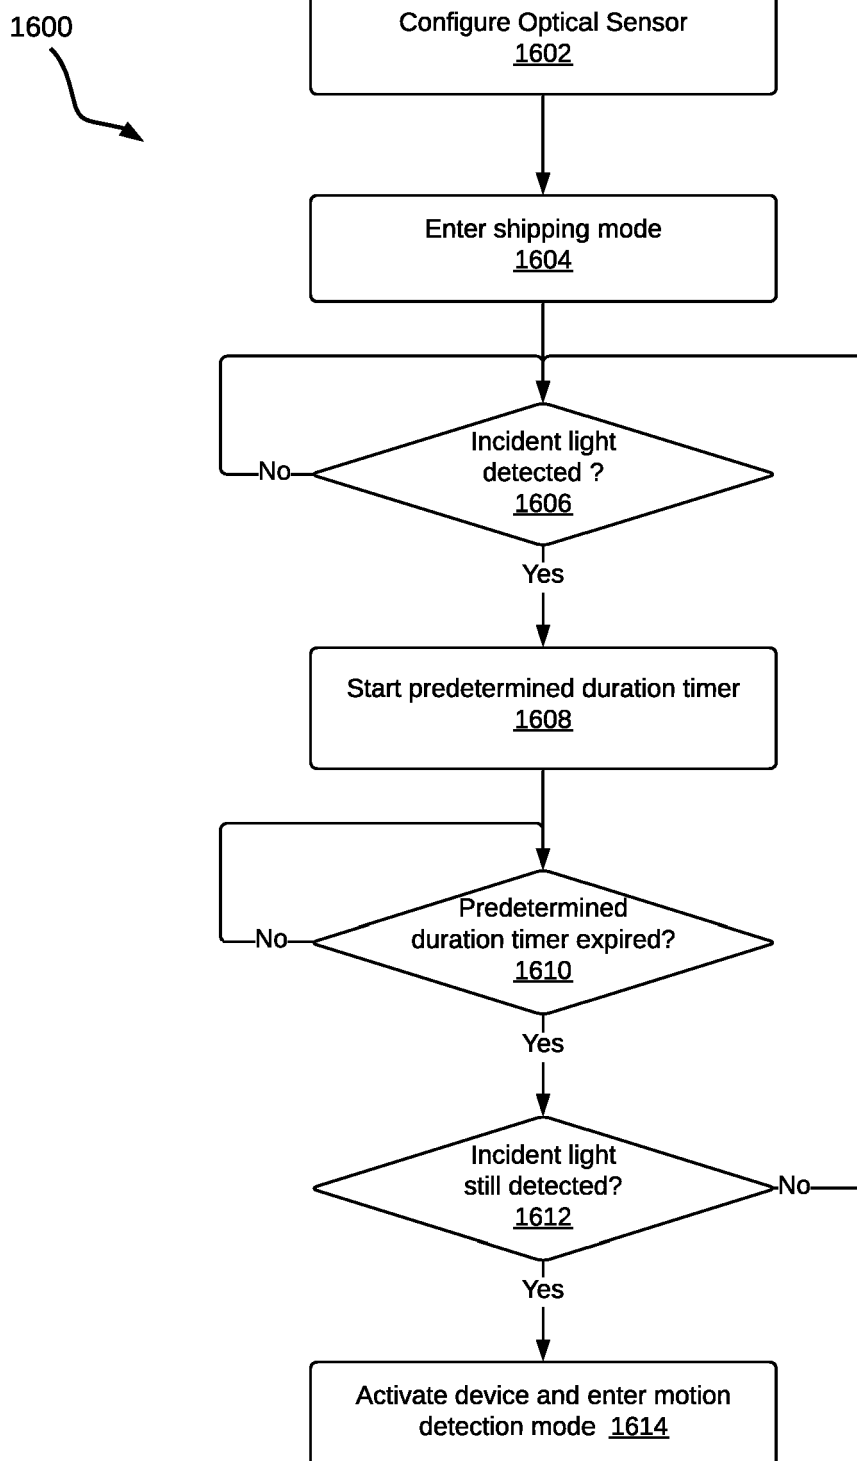 1600
Configure Optical Sensor
1602
Enter shipping mode
1604
Incident light
detected ?
1606
No
Yes
Start predetermined duration timer
1608
Predetermined
duration timer expired?
1610
No
Yes
Incident light
still detected?
1612
No
Yes
Activate device and enter motion
detection mode 1614